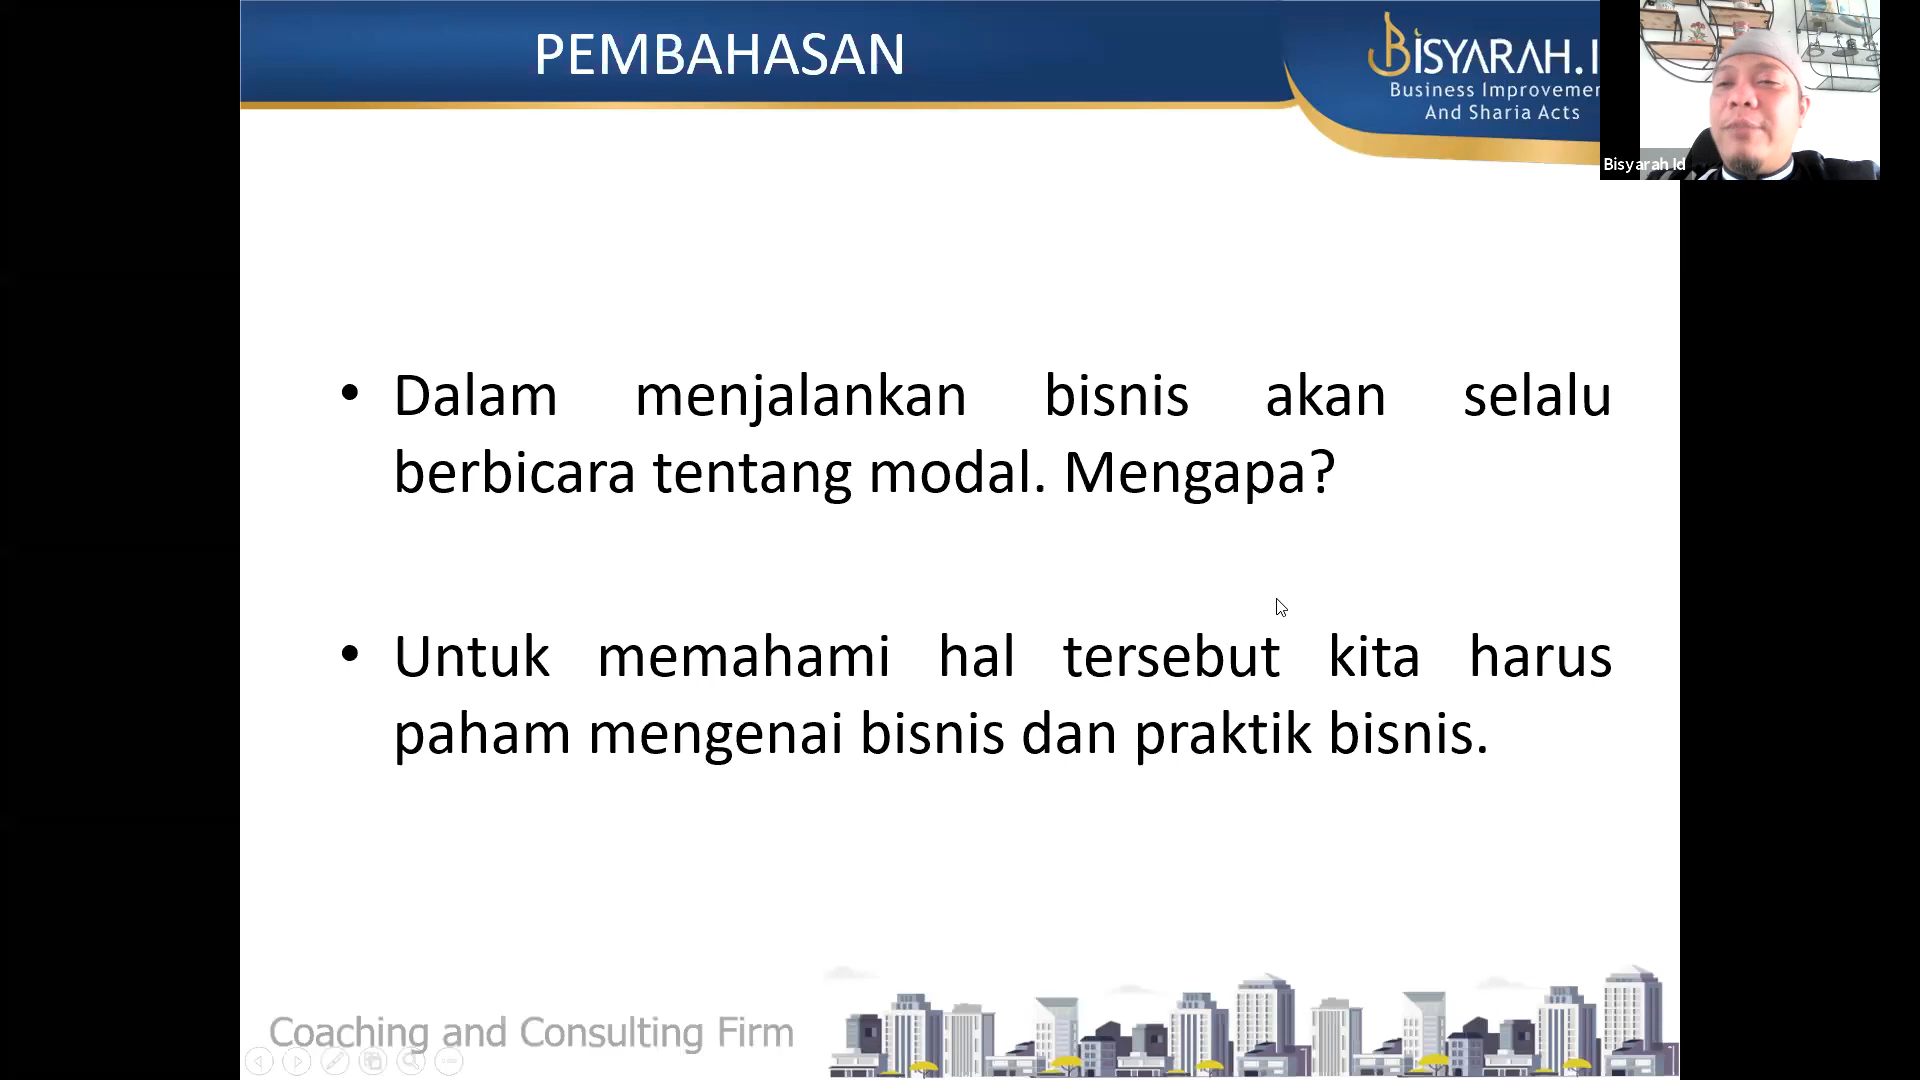 PEMBAHASAN
BISYARAH.I
Business Improvemen
And Sharia Acts
Bisyarah Id
• Dalam menjalankan bisnis akan selalu
berbicara tentang modal. Mengapa?
• Untuk memahami hal tersebut kita harus
paham mengenai bisnis dan praktik bisnis.
Coaching and Consulting Firm